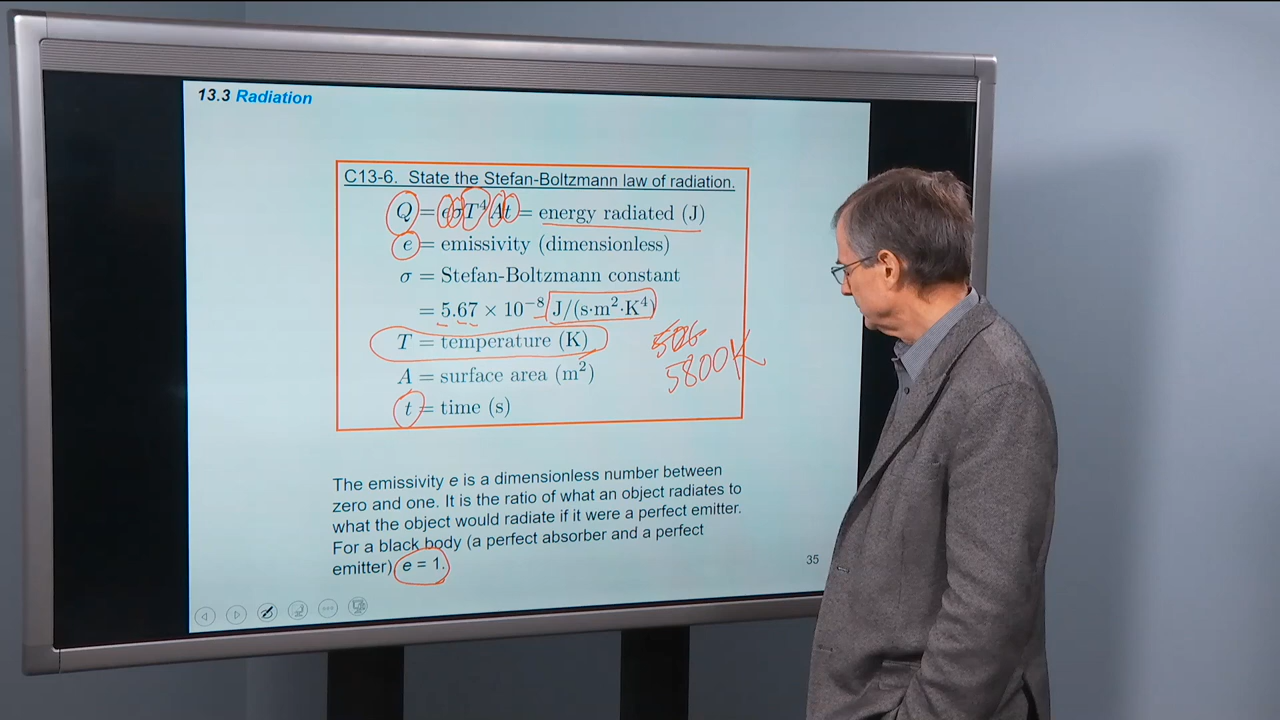 13.3 Radiation
C13-6. State the Stefan-Boltzmann law of radiation.
Q = eσT⁴At = energy radiated (J)
e = emissivity (dimensionless)
σ = Stefan-Boltzmann constant
= 5.67 × 10⁻⁸ J/(s·m²·K⁴)
T = temperature (K)
A = surface area (m²)
t = time (s)
5800K
The emissivity e is a dimensionless number between
zero and one. It is the ratio of what an object radiates to
what the object would radiate if it were a perfect emitter.
For a black body (a perfect absorber and a perfect
emitter) e = 1.
35